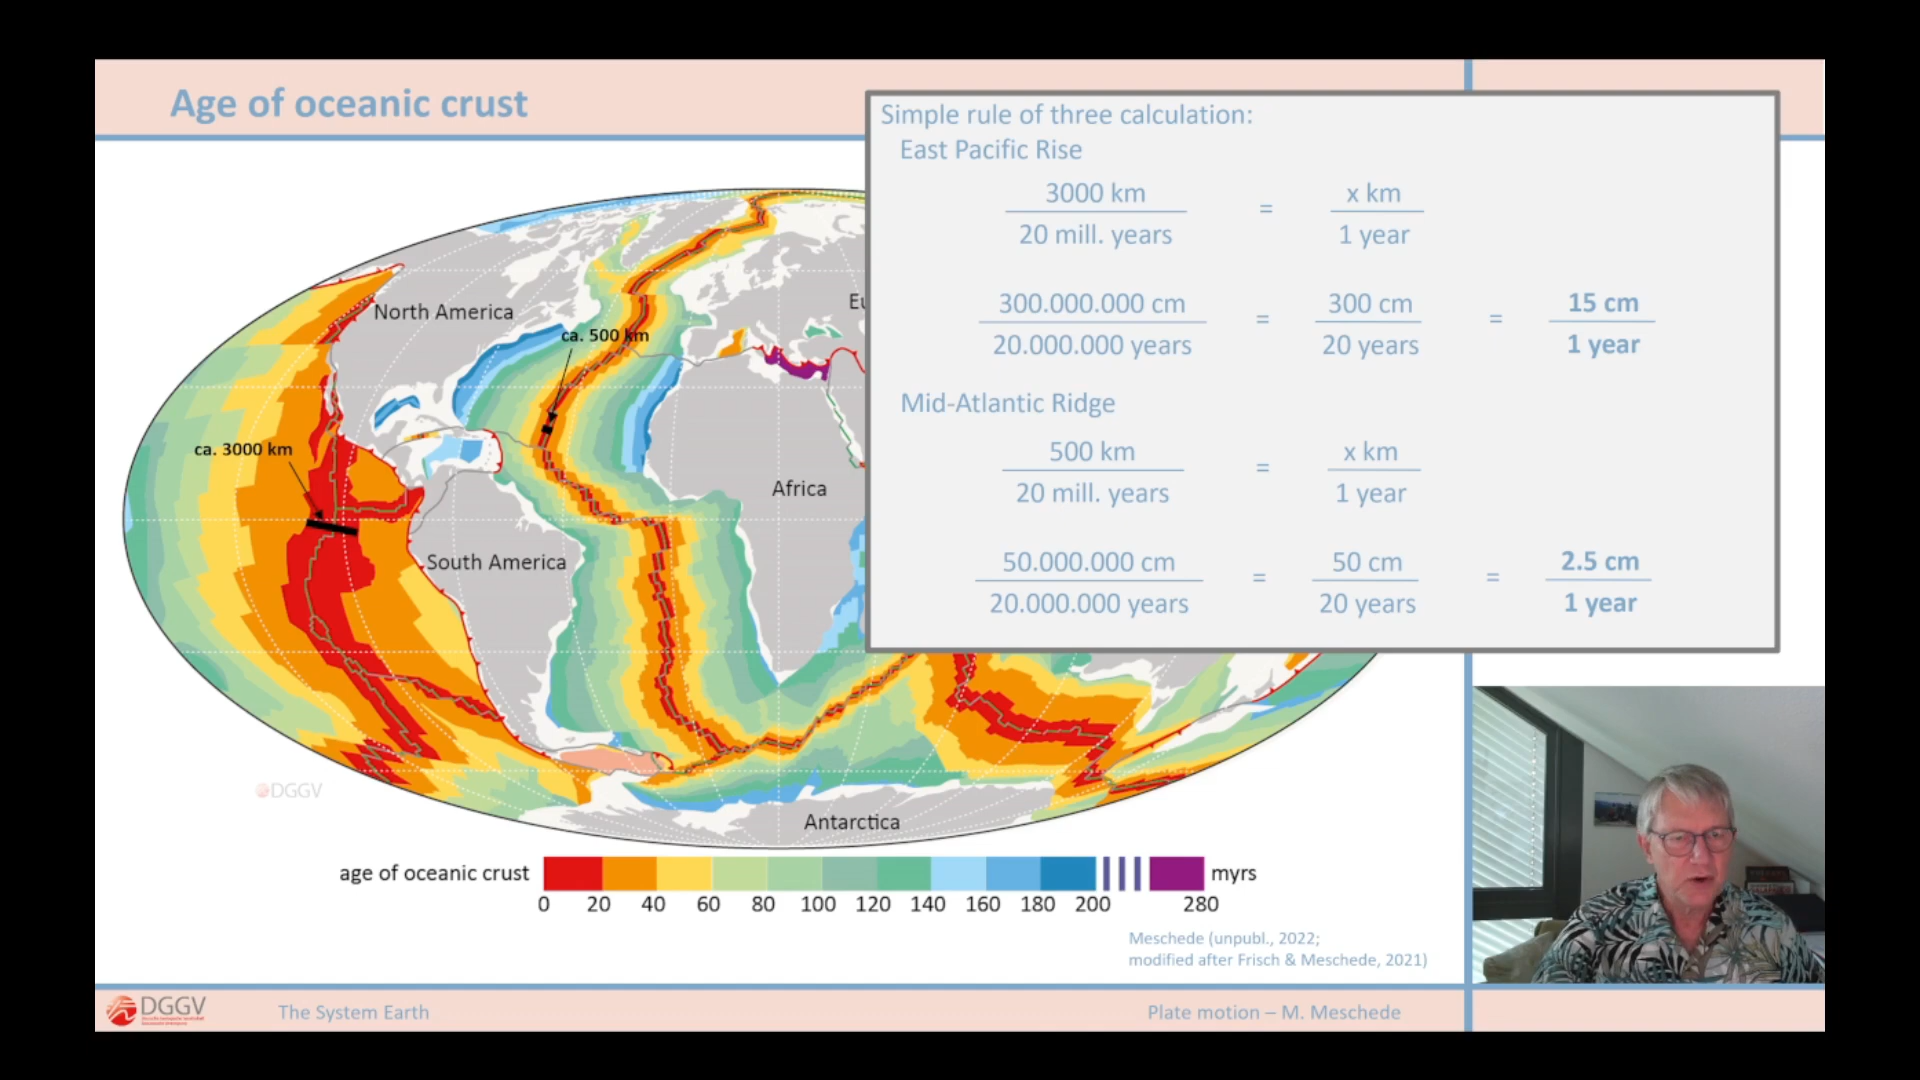 Age of oceanic crust
Simple rule of three calculation:
East Pacific Rise
3000 km
20 mill. years
=
x km
1 year
300.000.000 cm
20.000.000 years
=
300 cm
20 years
=
15 cm
1 year
Mid-Atlantic Ridge
500 km
20 mill. years
=
x km
1 year
50.000.000 cm
20.000.000 years
=
50 cm
20 years
=
2.5 cm
1 year
North America
ca. 500 km
ca. 3000 km
Africa
South America
Antarctica
DGGV
age of oceanic crust
myrs
0 20 40 60 80 100 120 140 160 180 200 280
Meschede (unpubl., 2022;
modified after Frisch & Meschede, 2021)
DGGV
The System Earth
Plate motion – M. Meschede